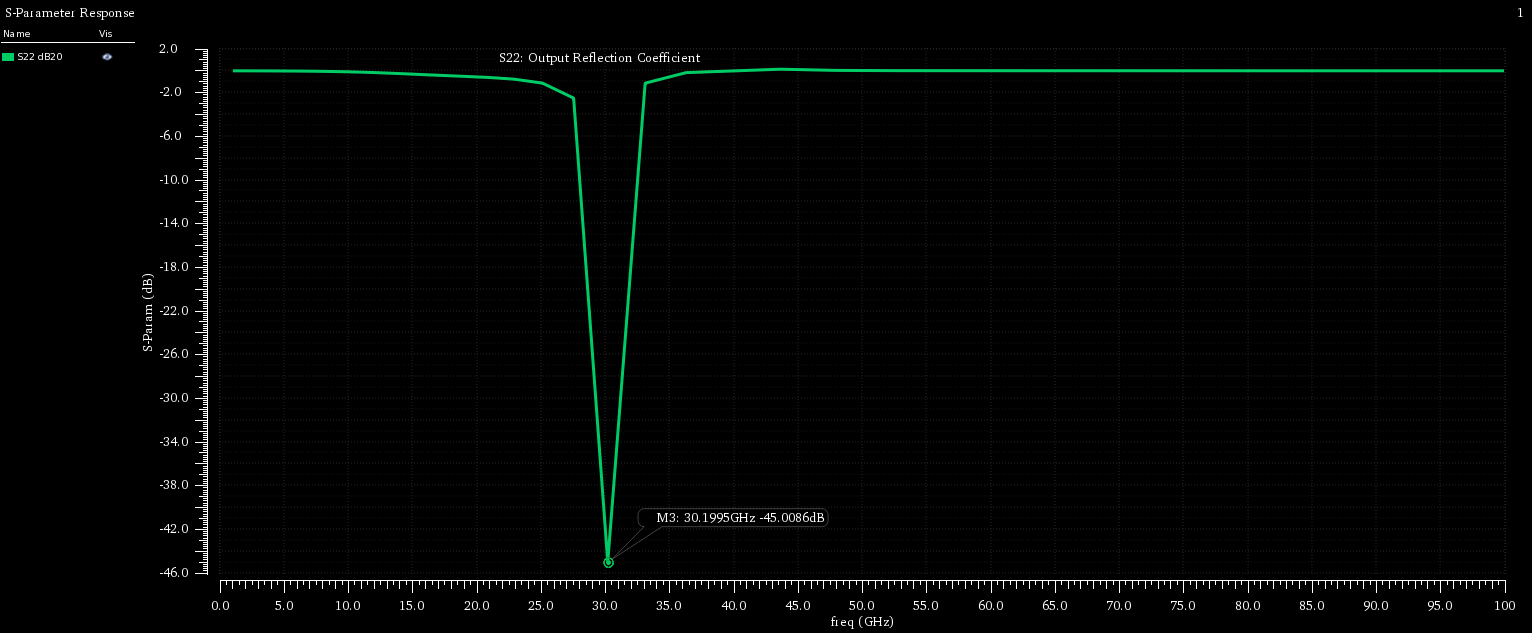 S-Parameter Response
1
Name Vis
S22 dB20
S22: Output Reflection Coefficient
2.0
-2.0
-6.0
-10.0
-14.0
-18.0
-22.0
-26.0
-30.0
-34.0
-38.0
-42.0
-46.0
S-Param (dB)
M3: 30.1995GHz -45.0086dB
0.0 5.0 10.0 15.0 20.0 25.0 30.0 35.0 40.0 45.0 50.0 55.0 60.0 65.0 70.0 75.0 80.0 85.0 90.0 95.0 100
freq (GHz)